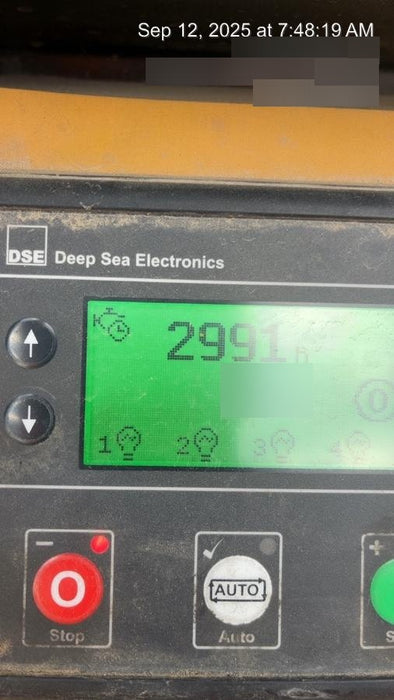 Sep 12, 2025 at 7:48:19 AM
DSE Deep Sea Electronics
2991 h
1 2 3 4
O AUTO
Stop Auto